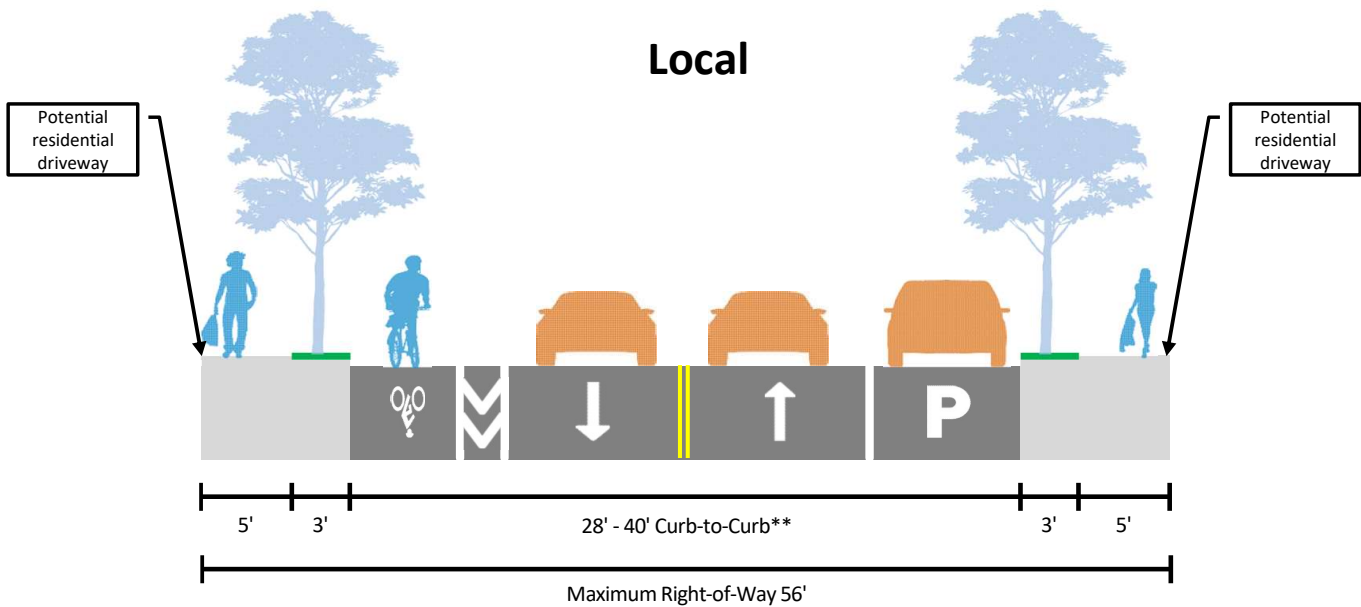 Local
Potential
residential
driveway
Potential
residential
driveway
P
5'
3'
28' - 40' Curb-to-Curb**
3'
5'
Maximum Right-of-Way 56'